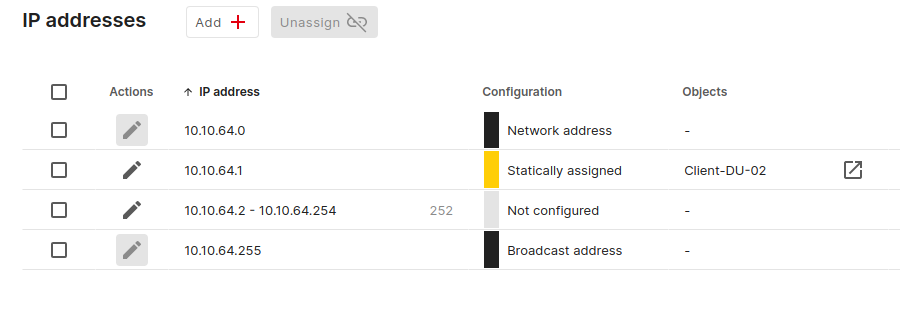 IP addresses Add Unassign
Actions IP address Configuration Objects
10.10.64.0 Network address -
10.10.64.1 Statically assigned Client-DU-02
10.10.64.2 - 10.10.64.254 252 Not configured -
10.10.64.255 Broadcast address -